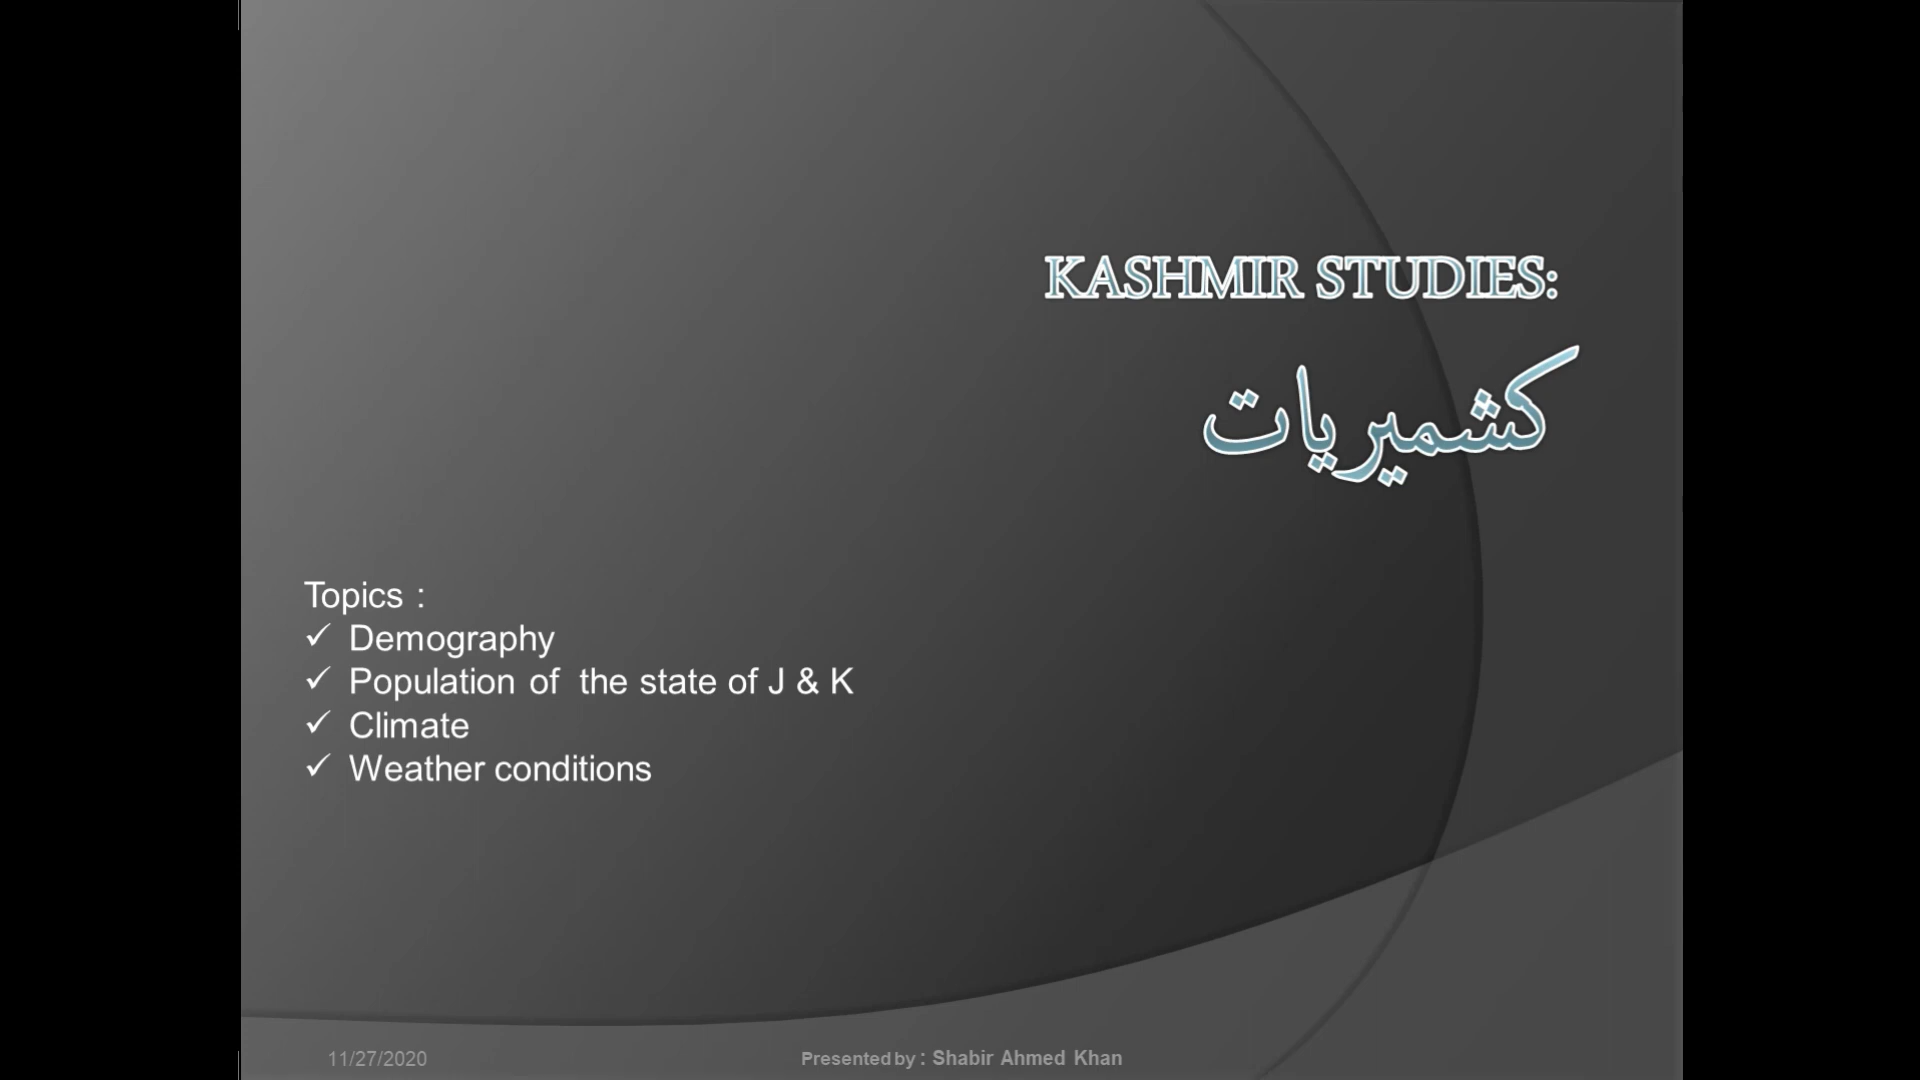 KASHMIR STUDIES:
کشمیریات
Topics :
✓ Demography
✓ Population of the state of J & K
✓ Climate
✓ Weather conditions
11/27/2020
Presented by : Shabir Ahmed Khan